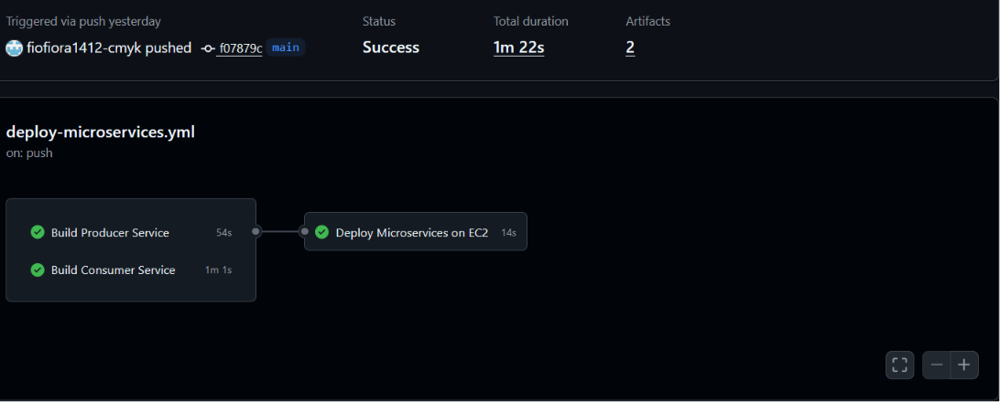 Triggered via push yesterday
fiofiora1412-cmyk pushed f07879c main
Status
Success
Total duration
1m 22s
Artifacts
2
deploy-microservices.yml
on: push
Build Producer Service 54s
Build Consumer Service 1m 1s
Deploy Microservices on EC2 14s